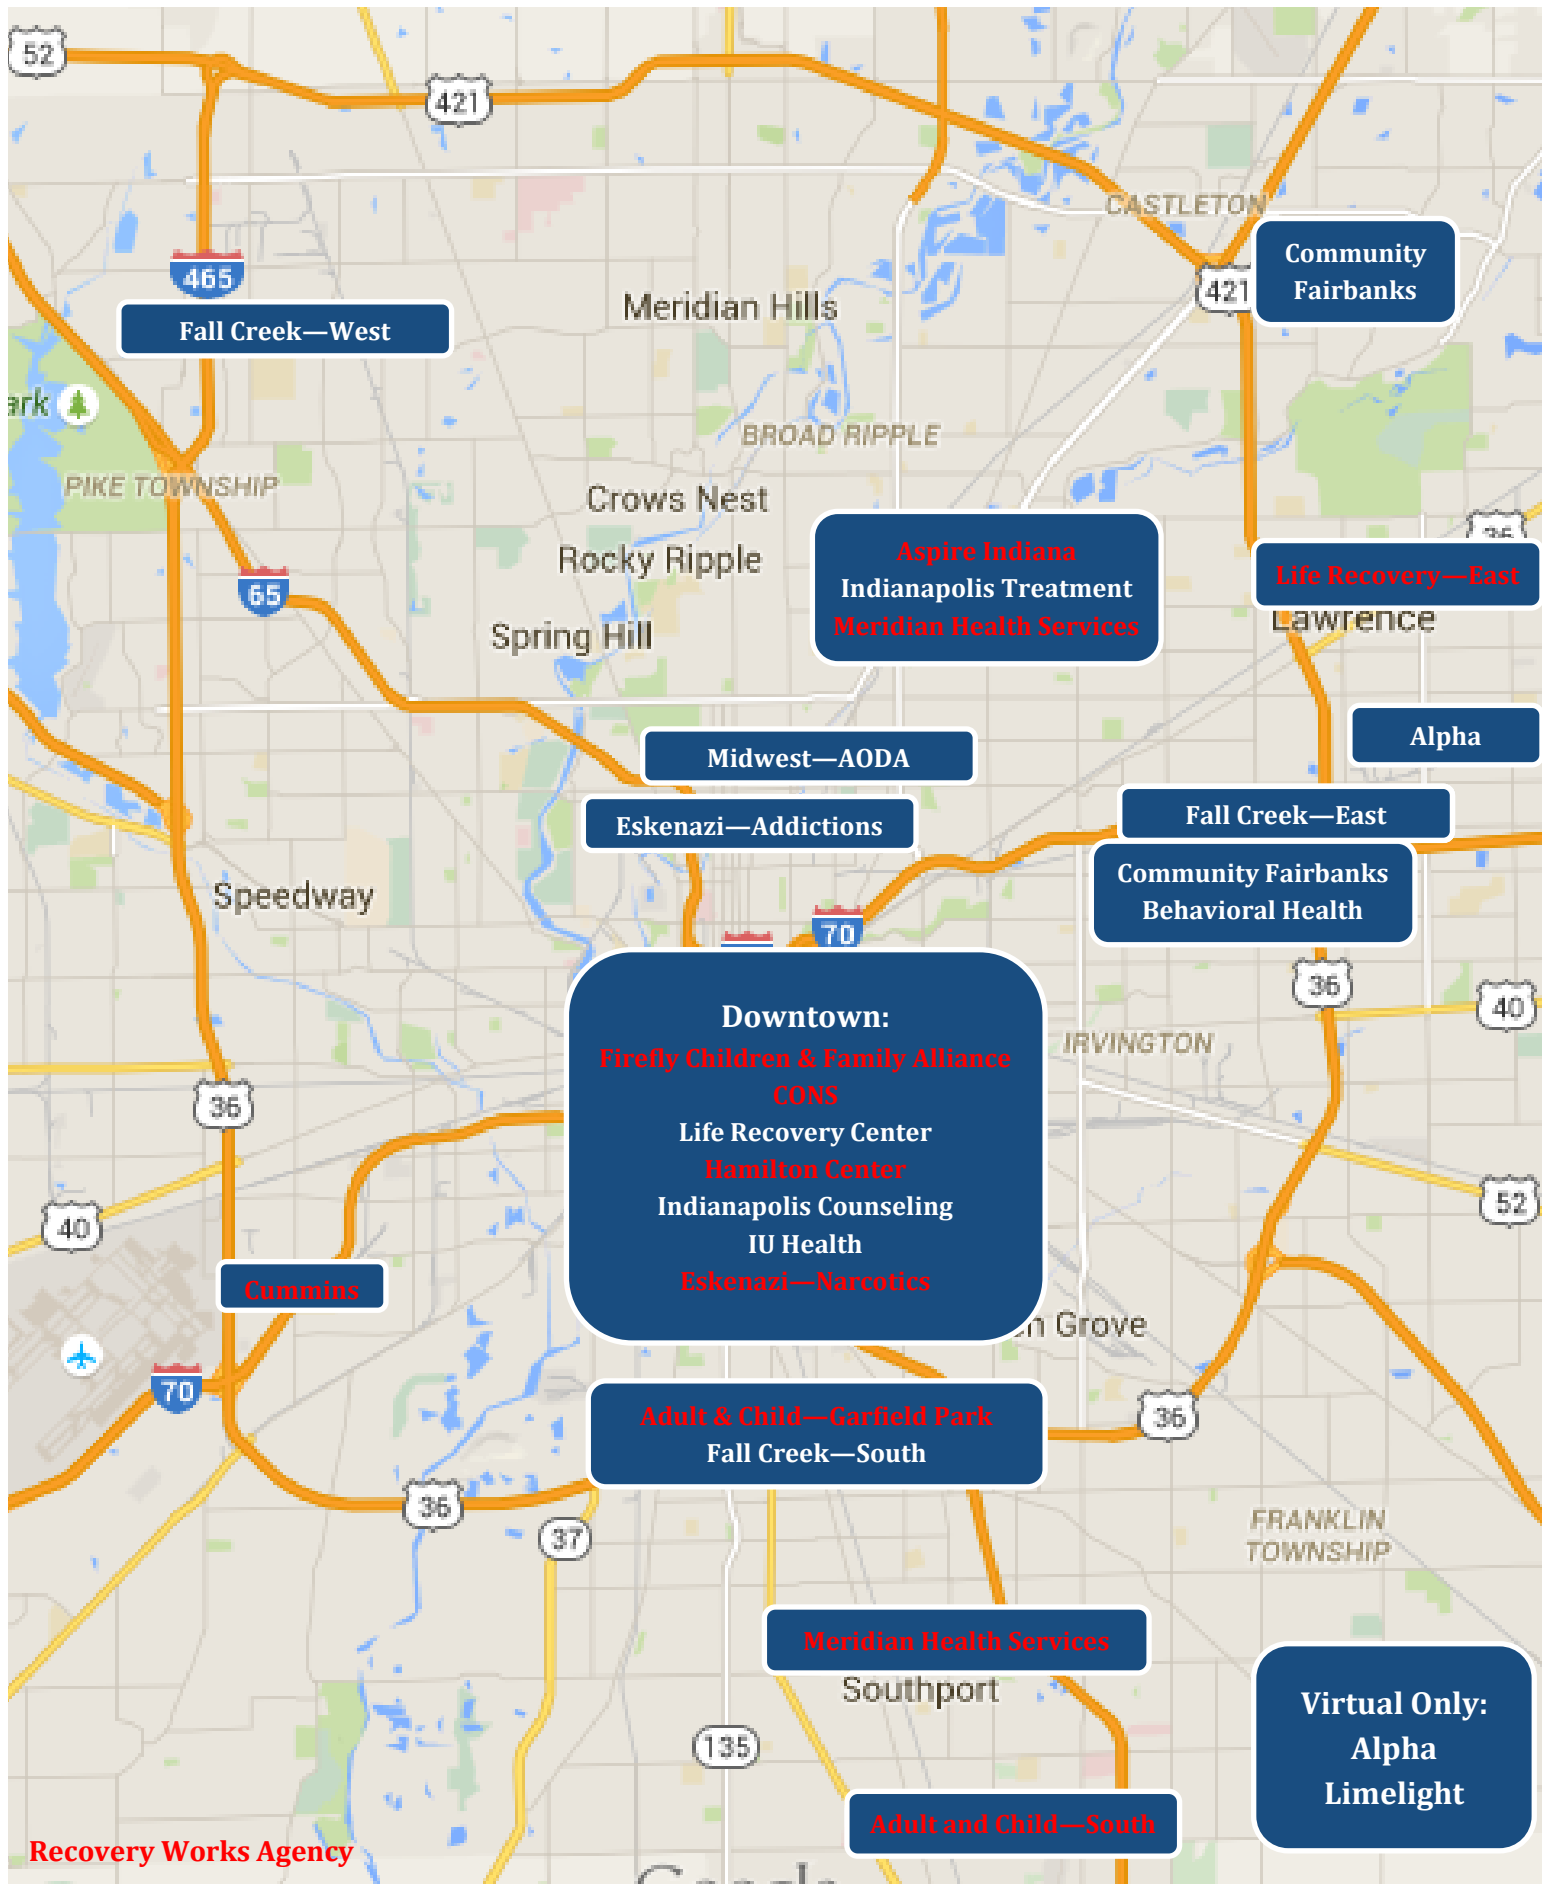 52
421
CASTLETON
Community
Fairbanks
465
421
Meridian Hills
Fall Creek—West
ark
BROAD RIPPLE
PIKE TOWNSHIP
Crows Nest
36
Aspire Indiana
Rocky Ripple
Life Recovery—East
Indianapolis Treatment
65
Lawrence
Meridian Health Services
Spring Hill
Alpha
Midwest—AODA
Fall Creek—East
Eskenazi—Addictions
Community Fairbanks
Behavioral Health
Speedway
70
36
40
Downtown:
Firefly Children & Family Alliance
CONS
Life Recovery Center
Hamilton Center
Indianapolis Counseling
IU Health
Eskenazi—Narcotics
IRVINGTON
36
52
40
Cummins
n Grove
70
Adult & Child—Garfield Park
Fall Creek—South
36
36
37
FRANKLIN
TOWNSHIP
Meridian Health Services
Southport
135
Virtual Only:
Alpha
Limelight
Adult and Child—South
Recovery Works Agency